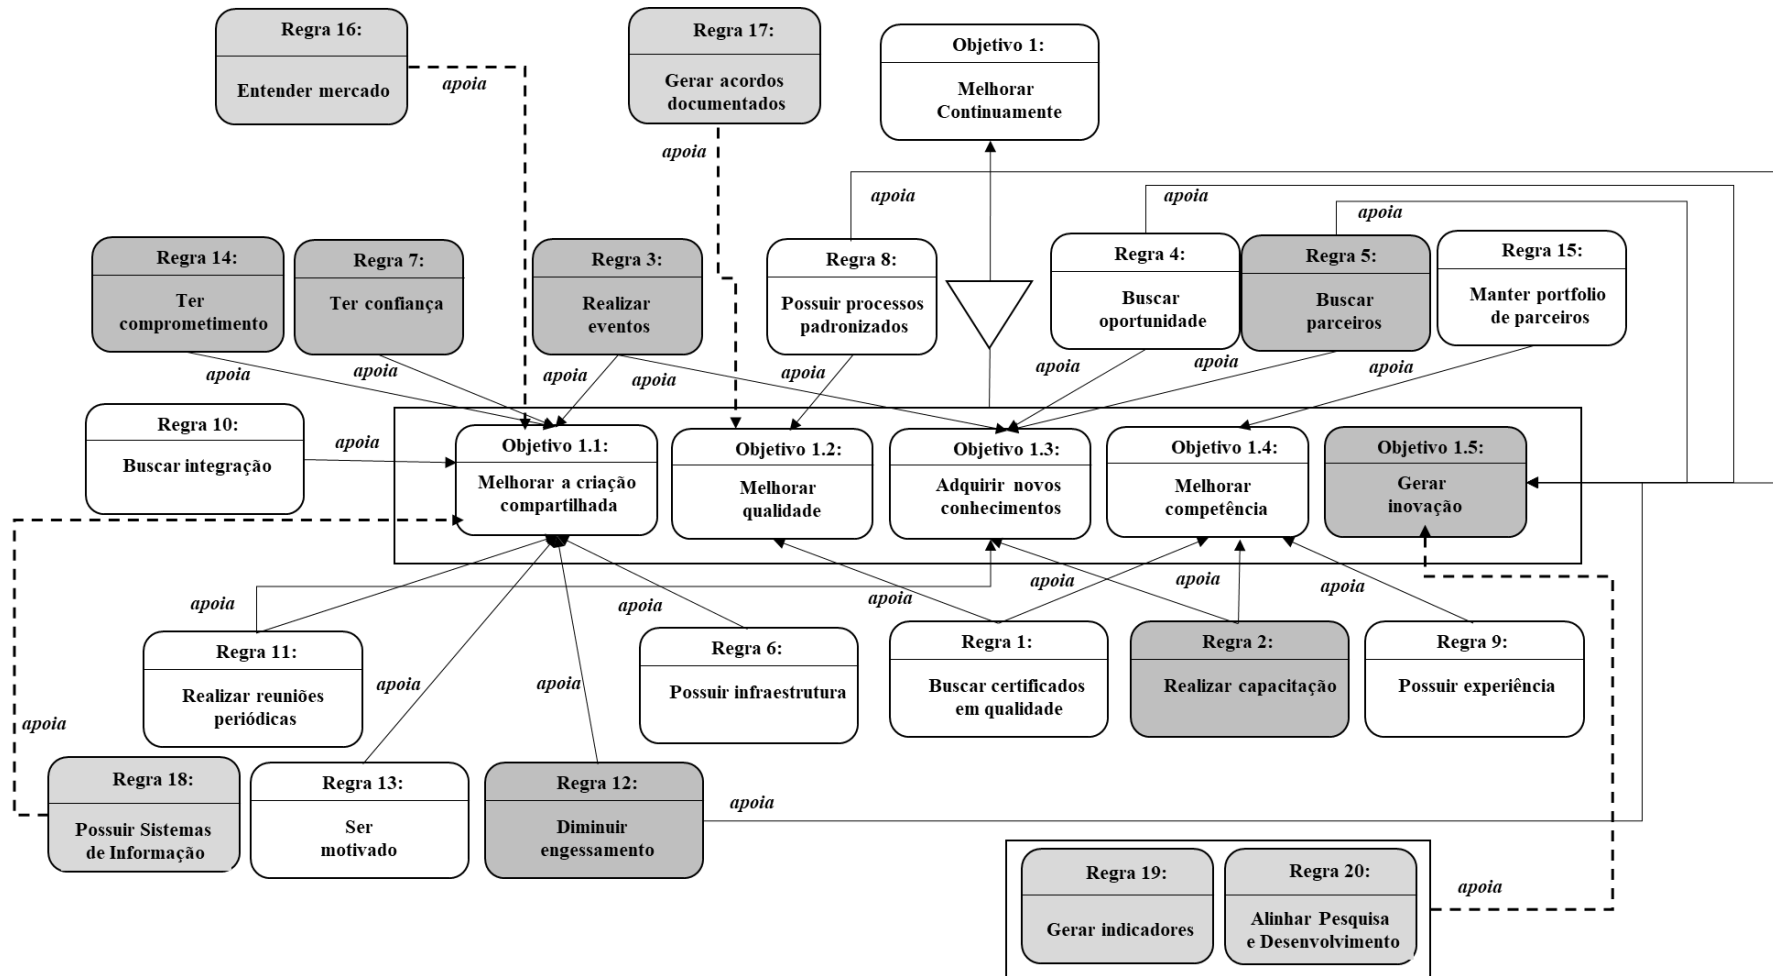 Regra 16:
Entender mercado
apoia
Regra 17:
Gerar acordos
documentados
apoia
Objetivo 1:
Melhorar
Continuamente
apoia
apoia
apoia
Regra 14:
Ter
comprometimento
Regra 7:
Ter confiança
Regra 3:
Realizar
eventos
Regra 8:
Possuir processos
padronizados
Regra 4:
Buscar
oportunidade
Regra 5:
Buscar
parceiros
Regra 15:
Manter portfolio
de parceiros
apoia
apoia
apoia
apoia
apoia
apoia
apoia
apoia
Regra 10:
Buscar integração
apoia
Objetivo 1.1:
Melhorar a criação
compartilhada
Objetivo 1.2:
Melhorar
qualidade
Objetivo 1.3:
Adquirir novos
conhecimentos
Objetivo 1.4:
Melhorar
competência
Objetivo 1.5:
Gerar
inovação
apoia
apoia
apoia
apoia
apoia
apoia
apoia
Regra 11:
Realizar reuniões
periódicas
Regra 6:
Possuir infraestrutura
Regra 1:
Buscar certificados
em qualidade
Regra 2:
Realizar capacitação
Regra 9:
Possuir experiência
apoia
apoia
apoia
Regra 18:
Possuir Sistemas
de Informação
Regra 13:
Ser
motivado
Regra 12:
Diminuir
engessamento
apoia
Regra 19:
Gerar indicadores
Regra 20:
Alinhar Pesquisa
e Desenvolvimento
apoia